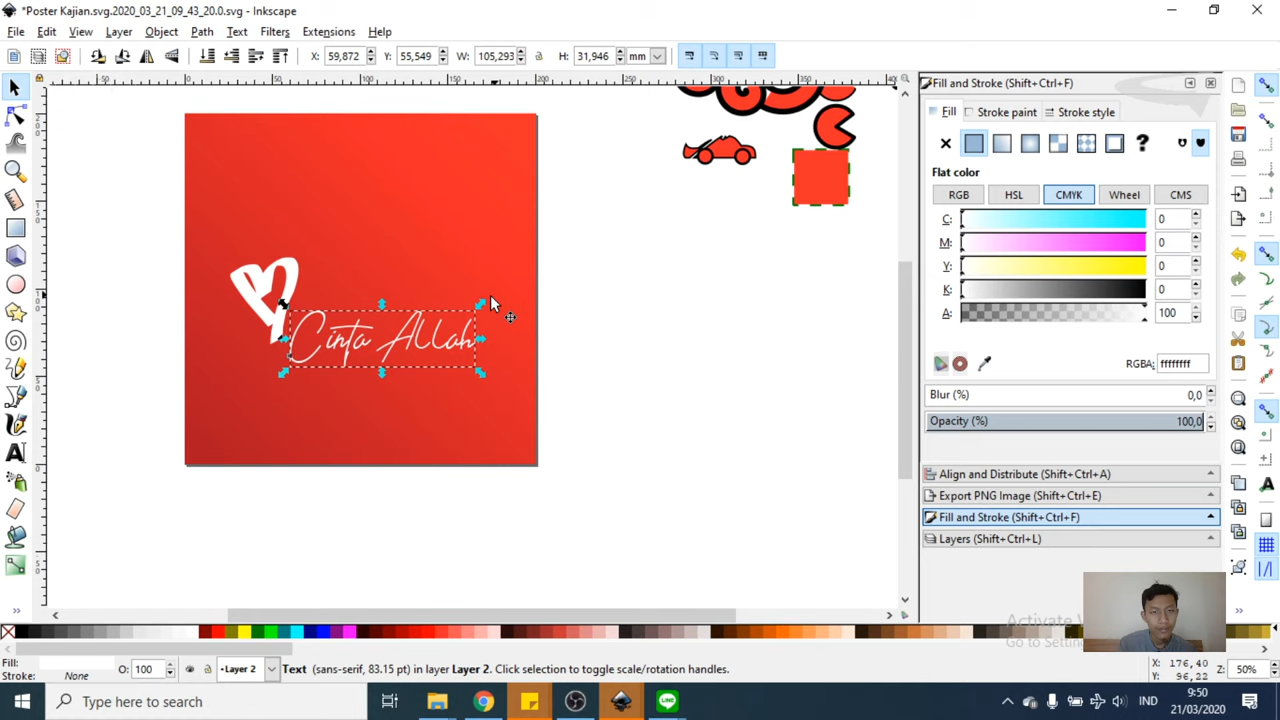 *Poster Kajian.svg.2020_03_21_09_43_20.0.svg - Inkscape
File Edit View Layer Object Path Text Filters Extensions Help
X: 59,872 Y: 55,549 W: 105,293 H: 31,946 mm
Fill and Stroke (Shift+Ctrl+F)
Fill Stroke paint Stroke style
Flat color
RGB HSL CMYK Wheel CMS
C: 0
M: 0
Y: 0
K: 0
A: 100
RGBA: ffffffff
Blur (%) 0,0
Opacity (%) 100,0
Align and Distribute (Shift+Ctrl+A)
Export PNG Image (Shift+Ctrl+E)
Fill and Stroke (Shift+Ctrl+F)
Layers (Shift+Ctrl+L)
Cinta Allah
Fill:
Stroke: None
O: 100
Layer 2
Text (sans-serif, 83.15 pt) in layer Layer 2. Click selection to toggle scale/rotation handles.
X: 176,40
Y: 96,22
Z: 50%
Type here to search
IND
9:50
21/03/2020